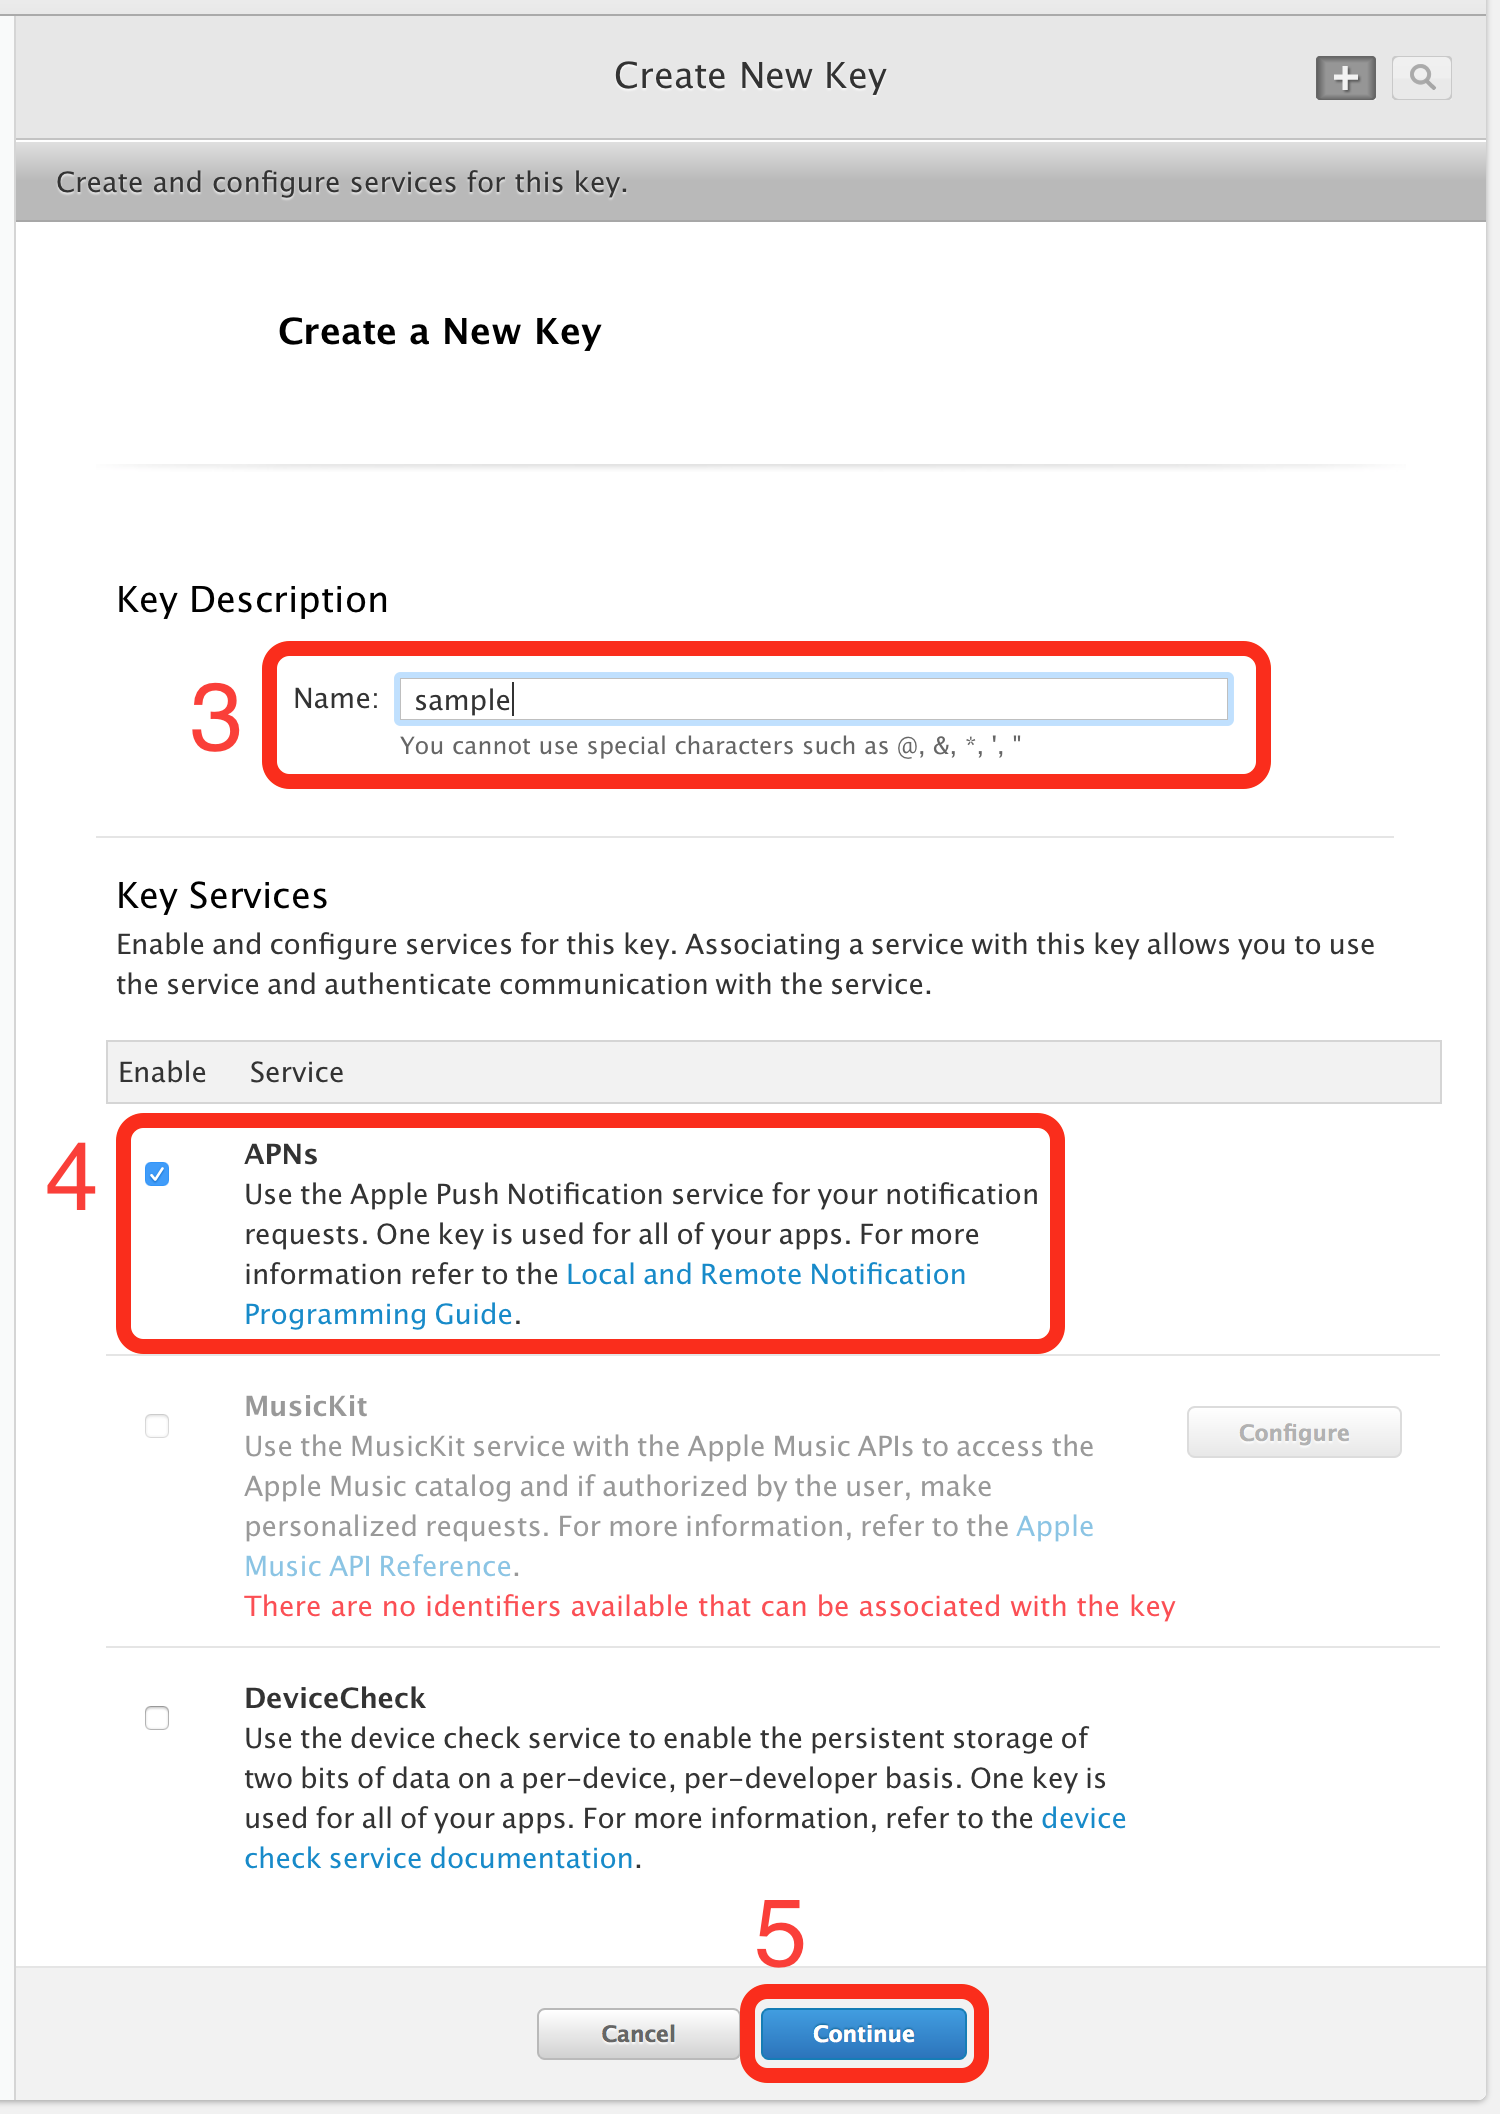 Create New Key
Create and configure services for this key.
Create a New Key
Key Description
3
Name: sample
You cannot use special characters such as @, &, *, ', "
Key Services
Enable and configure services for this key. Associating a service with this key allows you to use
the service and authenticate communication with the service.
Enable Service
4
APNs
Use the Apple Push Notification service for your notification
requests. One key is used for all of your apps. For more
information refer to the Local and Remote Notification
Programming Guide.
MusicKit
Use the MusicKit service with the Apple Music APIs to access the
Apple Music catalog and if authorized by the user, make
personalized requests. For more information, refer to the Apple
Music API Reference.
There are no identifiers available that can be associated with the key
Configure
DeviceCheck
Use the device check service to enable the persistent storage of
two bits of data on a per-device, per-developer basis. One key is
used for all of your apps. For more information, refer to the device
check service documentation.
5
Cancel Continue